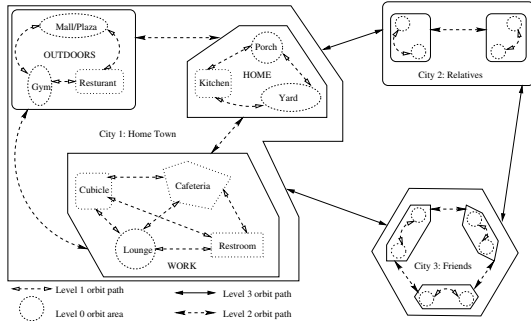 Mall/Plaza
OUTDOORS
Gym
Resturant
Porch
Kitchen
HOME
Yard
City 2: Relatives
City 1: Home Town
Cubicle
Cafeteria
Lounge
Restroom
WORK
City 3: Friends
Level 1 orbit path
Level 3 orbit path
Level 0 orbit area
Level 2 orbit path